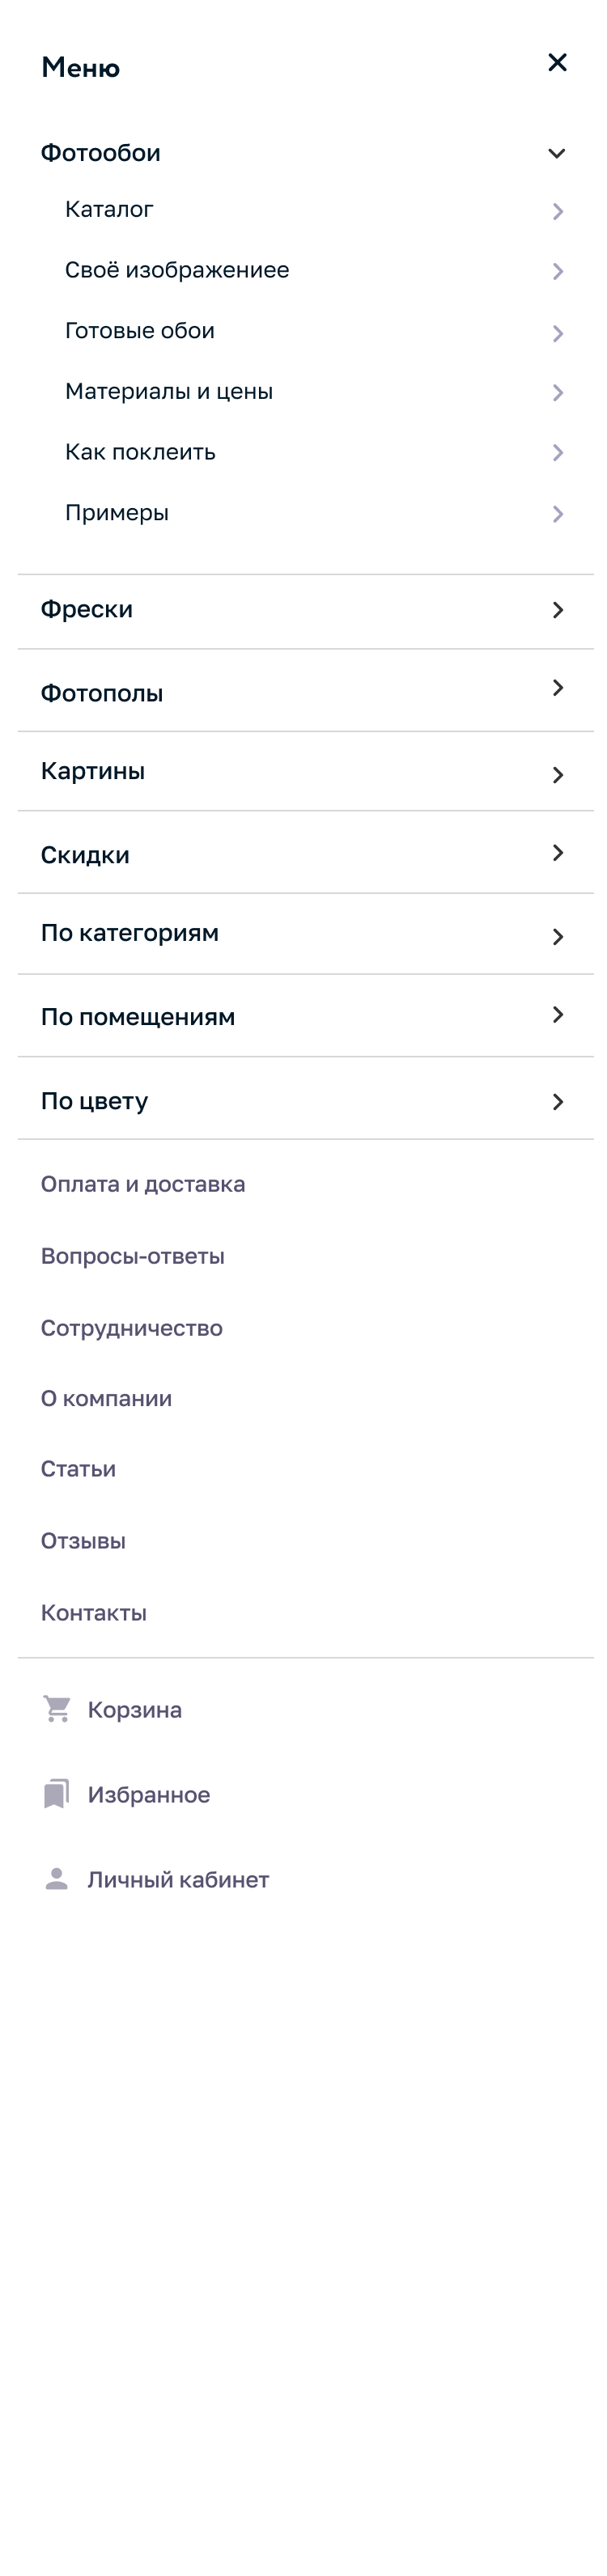 Меню
Фотообои
Каталог
Своё изображениее
Готовые обои
Материалы и цены
Как поклеить
Примеры
Фрески
Фотополы
Картины
Скидки
По категориям
По помещениям
По цвету
Оплата и доставка
Вопросы-ответы
Сотрудничество
О компании
Статьи
Отзывы
Контакты
Корзина
Избранное
Личный кабинет